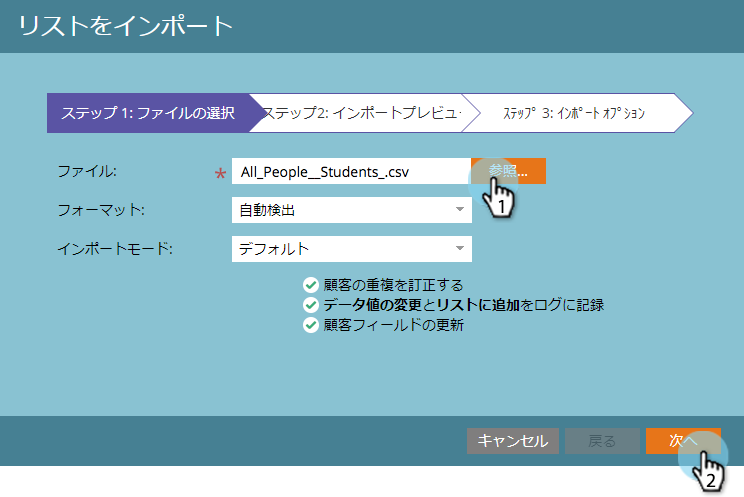 リストをインポート
ステップ 1: ファイルの選択
ステップ2: インポートプレビュ
ｽﾃｯﾌﾟ 3: ｲﾝﾎﾟｰﾄ ｵﾌﾟｼｮﾝ
ファイル:
*
All_People__Students_.csv
参照...
1
フォーマット:
自動検出
インポートモード:
デフォルト
顧客の重複を訂正する
データ値の変更とリストに追加をログに記録
顧客フィールドの更新
キャンセル
戻る
次へ
2